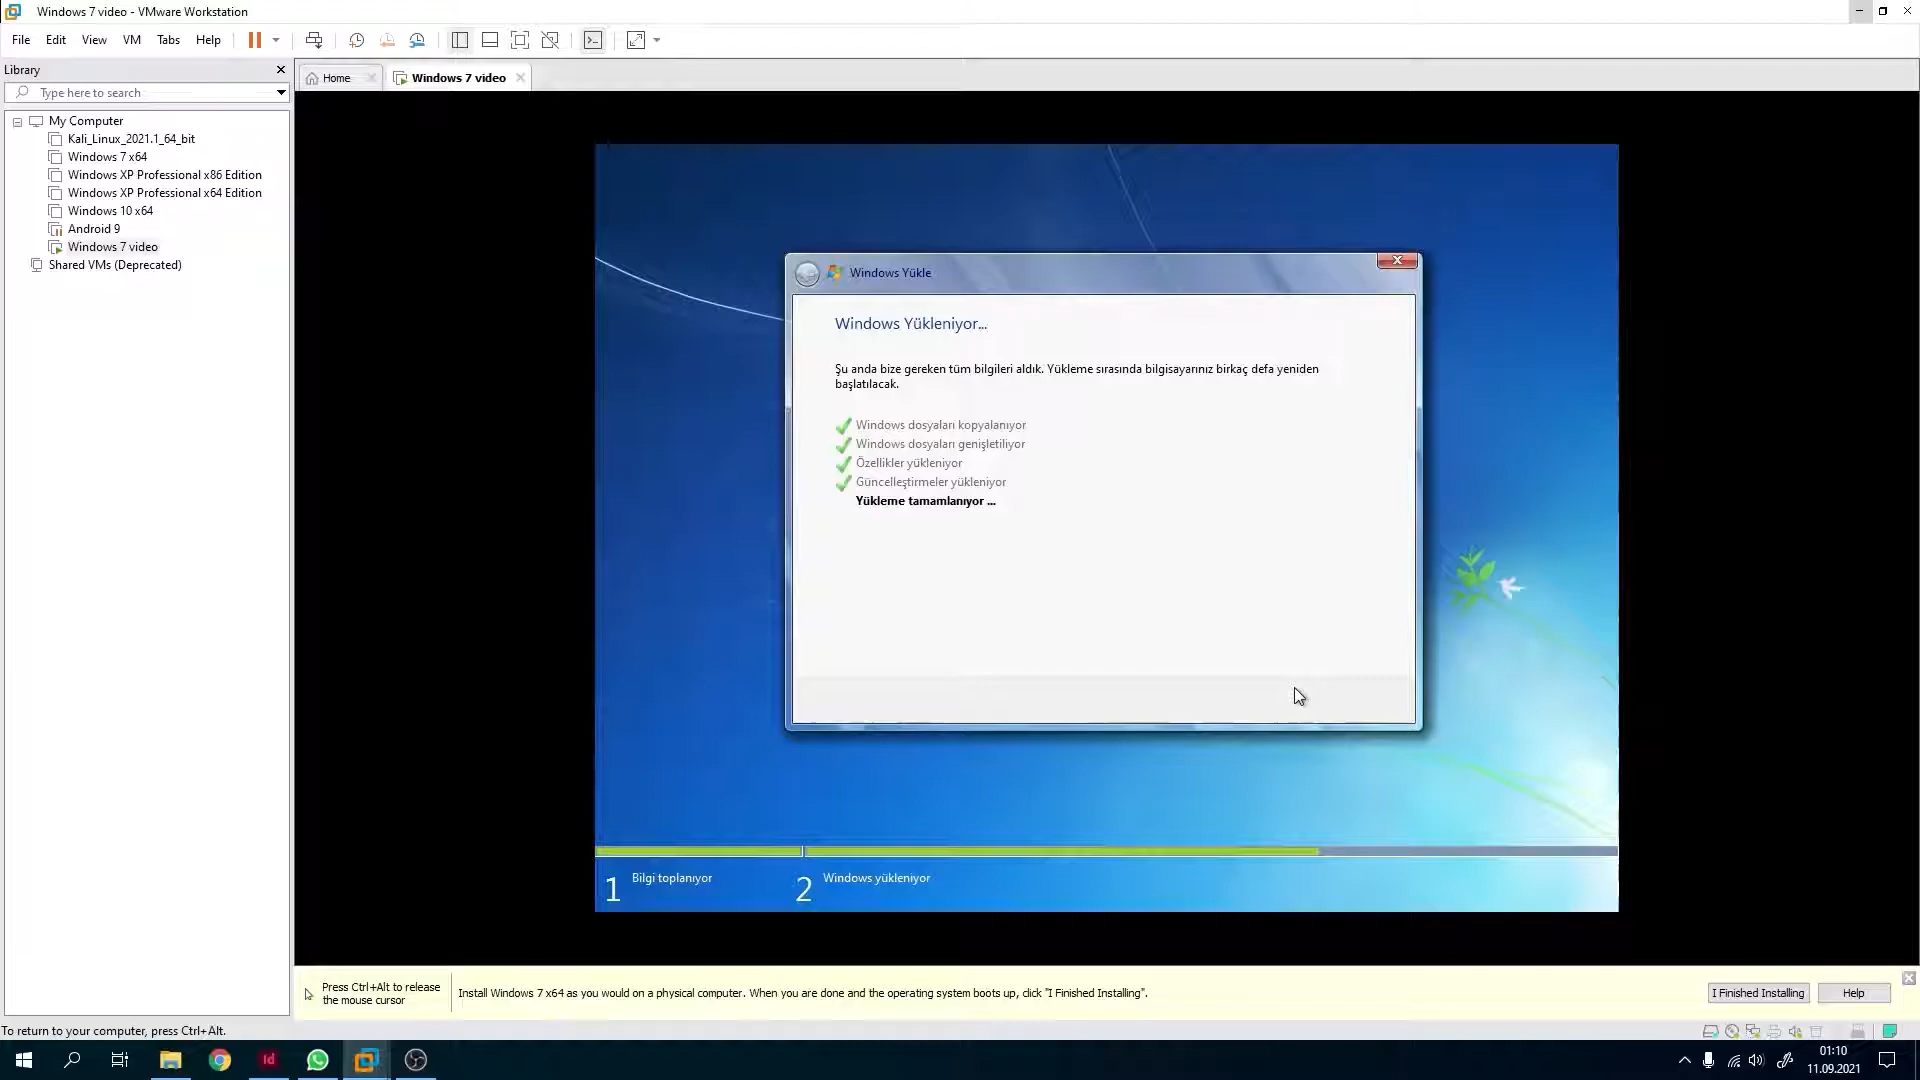 Windows 7 video - VMware Workstation
File Edit View VM Tabs Help
Library
Type here to search
My Computer
Kali_Linux_2021.1_64_bit
Windows 7 x64
Windows XP Professional x86 Edition
Windows XP Professional x64 Edition
Windows 10 x64
Android 9
Windows 7 video
Shared VMs (Deprecated)
Home
Windows 7 video
Windows Yükle
Windows Yükleniyor...
Şu anda bize gereken tüm bilgileri aldık. Yükleme sırasında bilgisayarınız birkaç defa yeniden
başlatılacak.
Windows dosyaları kopyalanıyor
Windows dosyaları genişletiliyor
Özellikler yükleniyor
Güncelleştirmeler yükleniyor
Yükleme tamamlanıyor ...
1 Bilgi toplanıyor
2 Windows yükleniyor
Press Ctrl+Alt to release
the mouse cursor
Install Windows 7 x64 as you would on a physical computer. When you are done and the operating system boots up, click "I Finished Installing".
I Finished Installing
Help
To return to your computer, press Ctrl+Alt.
Id
01:10
11.09.2021